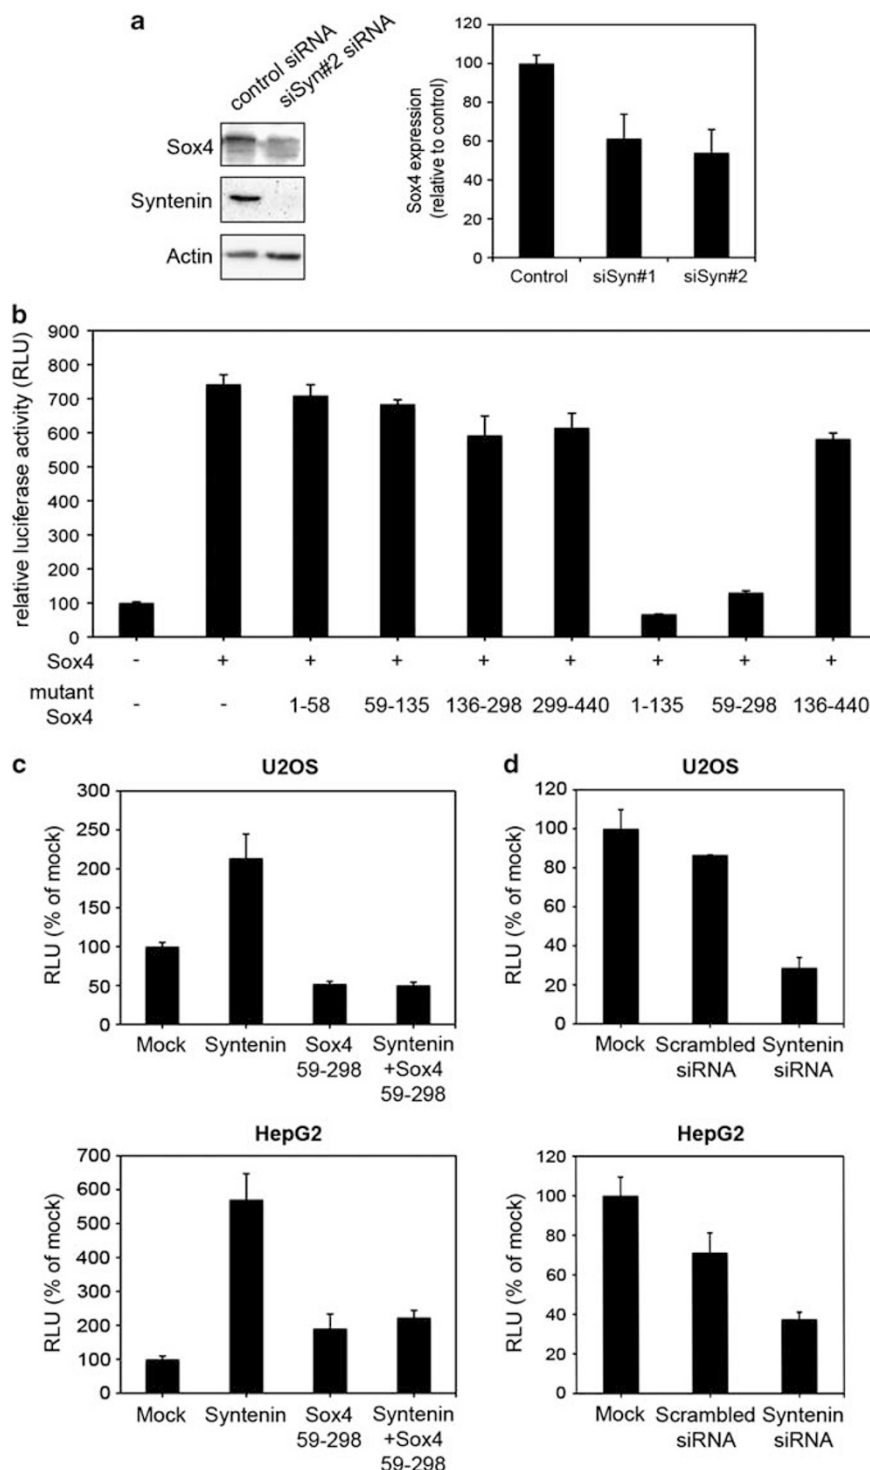 a
control siRNA
siSyn#2 siRNA
Sox4
Syntenin
Actin
Sox4 expression
(relative to control)
120
100
80
60
40
20
0
Control siSyn#1 siSyn#2
b
relative luciferase activity (RLU)
900
800
700
600
500
400
300
200
100
0
Sox4 - + + + + + + + +
mutant
Sox4 - - 1-58 59-135 136-298 299-440 1-135 59-298 136-440
c
U2OS
RLU (% of mock)
300
250
200
150
100
50
0
Mock Syntenin Sox4 Syntenin
59-298 +Sox4
59-298
d
U2OS
RLU (% of mock)
120
100
80
60
40
20
0
Mock Scrambled Syntenin
siRNA siRNA
HepG2
RLU (% of mock)
700
600
500
400
300
200
100
0
Mock Syntenin Sox4 Syntenin
59-298 +Sox4
59-298
HepG2
RLU (% of mock)
120
100
80
60
40
20
0
Mock Scrambled Syntenin
siRNA siRNA